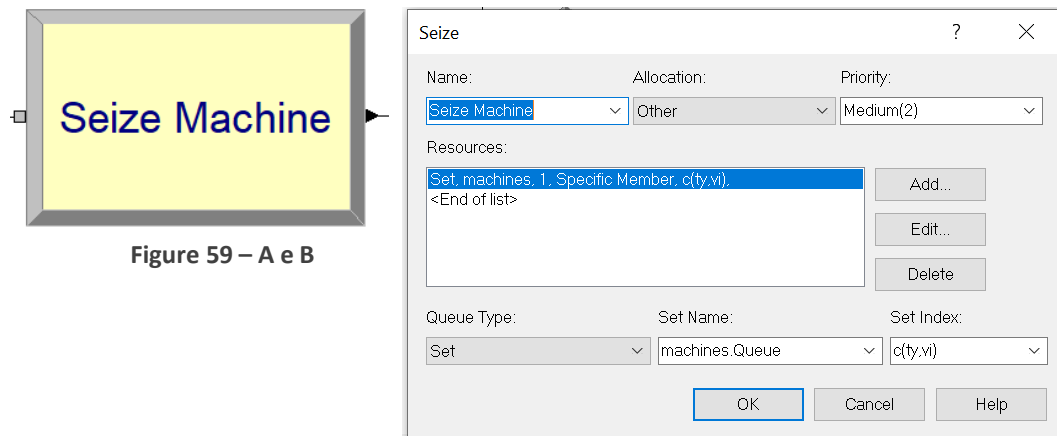 Seize Machine
Figure 59 – A e B
Seize
? 
Name:
Allocation:
Priority:
Seize Machine
Other
Medium(2)
Resources:
Set, machines, 1, Specific Member, c(ty,vi),
<End of list>
Add...
Edit...
Delete
Queue Type:
Set Name:
Set Index:
Set
machines.Queue
c(ty,vi)
OK
Cancel
Help